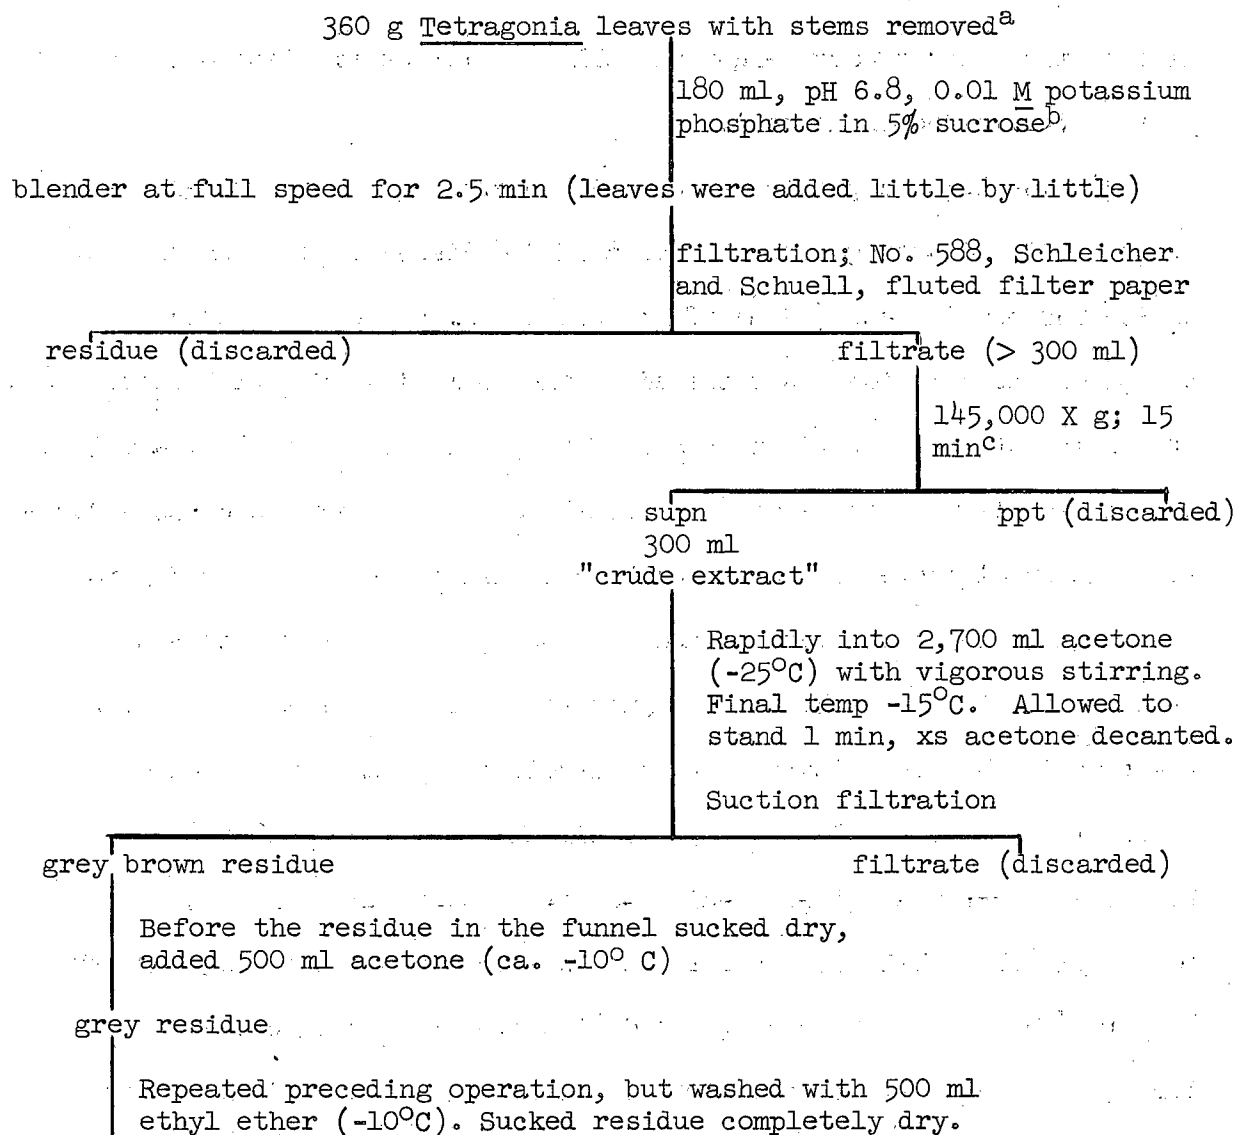 360 g Tetragonia leaves with stems removedᵃ
180 ml, pH 6.8, 0.01 M potassium
phosphate in 5% sucroseᵇ
blender at full speed for 2.5 min (leaves were added little by little)
filtration; No. 588, Schleicher
and Schuell, fluted filter paper
residue (discarded)
filtrate (> 300 ml)
145,000 X g; 15
minᶜ
supn
300 ml
"crude extract"
ppt (discarded)
Rapidly into 2,700 ml acetone
(-25°C) with vigorous stirring.
Final temp -15°C. Allowed to
stand 1 min, xs acetone decanted.
Suction filtration
grey brown residue
filtrate (discarded)
Before the residue in the funnel sucked dry,
added 500 ml acetone (ca. -10° C)
grey residue
Repeated preceding operation, but washed with 500 ml
ethyl ether (-10°C). Sucked residue completely dry.